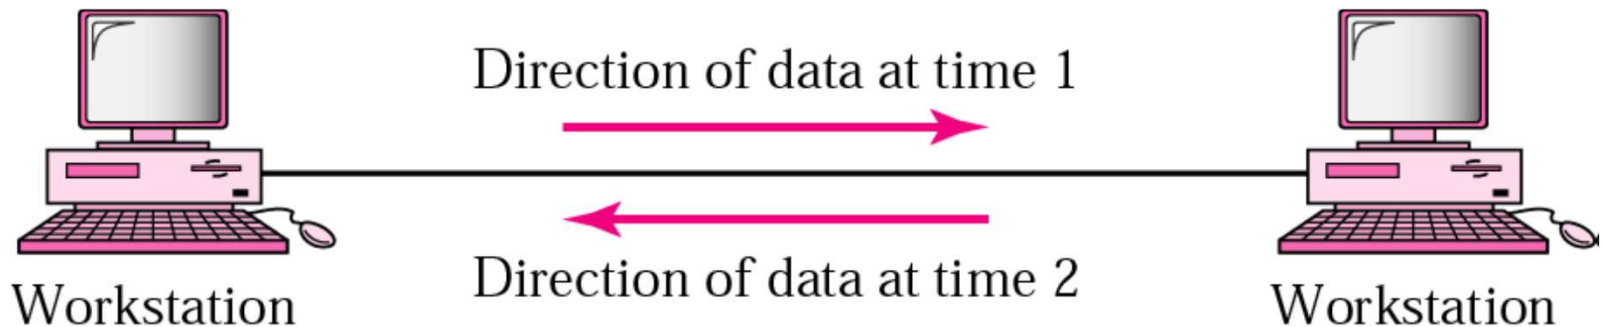 Direction of data at time 1
Direction of data at time 2
Workstation
Workstation